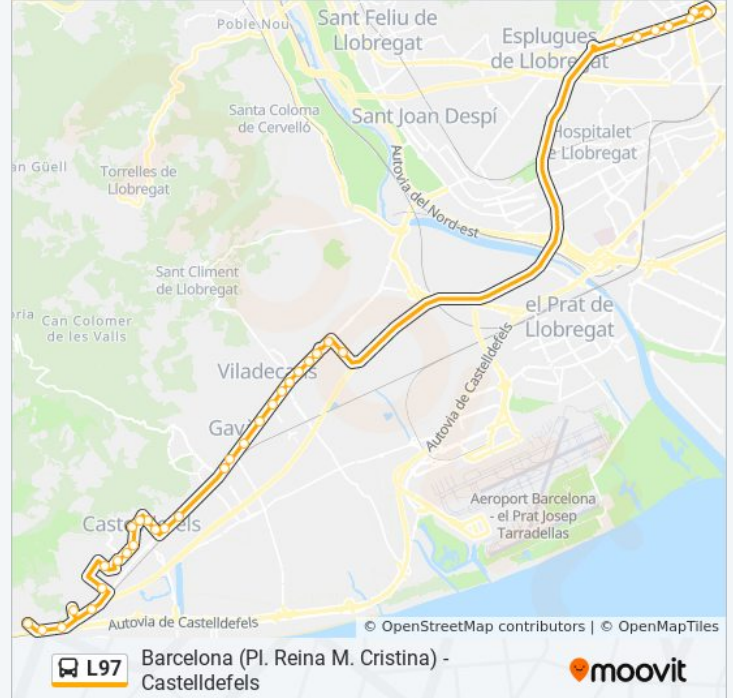 Sant Feliu de
Llobregat
Poble Nou
Esplugues
de Llobregat
Santa Coloma
de Cervelló
Sant Joan Despí
Hospitalet
e Llobregat
an Güell
Torrelles de
Llobregat
Autovia del Nord-est
Sant Climent
de Llobregat
el Prat de
Llobregat
oria Can Colomer
de les Valls
Viladecans
Autovia de Castelldefels
Gavà
Aeroport Barcelona
- el Prat Josep
Tarradellas
Castelldefels
Autovia de Castelldefels
© OpenStreetMap contributors | © OpenMapTiles
L97
Barcelona (Pl. Reina M. Cristina) -
Castelldefels
moovit